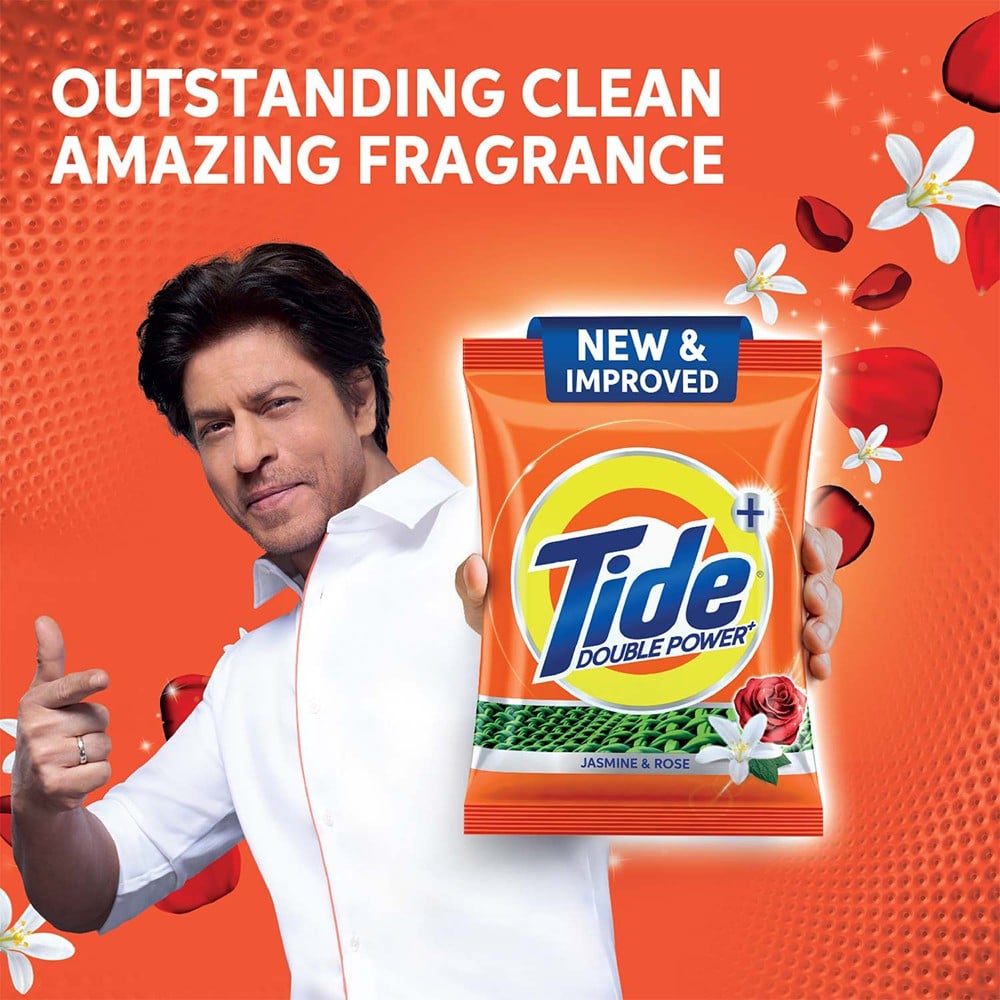 OUTSTANDING CLEAN
AMAZING FRAGRANCE
NEW &
IMPROVED
+
Tide®
DOUBLE POWER+
JASMINE & ROSE